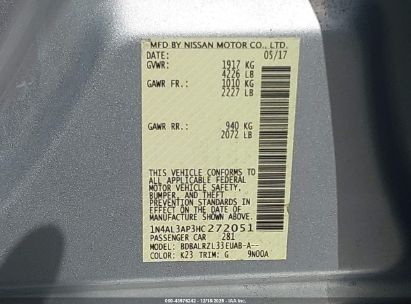 MFD BY NISSAN MOTOR CO., LTD.
DATE: 05/17
GVWR: 1917 KG
4226 LB
GAWR FR.: 1010 KG
2227 LB
GAWR RR.: 940 KG
2072 LB
THIS VEHICLE CONFORMS TO
ALL APPLICABLE FEDERAL
MOTOR VEHICLE SAFETY,
BUMPER, AND THEFT
PREVENTION STANDARDS IN
EFFECT ON THE DATE OF
MANUFACTURE SHOWN ABOVE.
1N4AL3AP3HC272051
PASSENGER CAR 281
MODEL: BDBALRZL33EUAB-A--
COLOR: K23 TRIM: G 9N00A